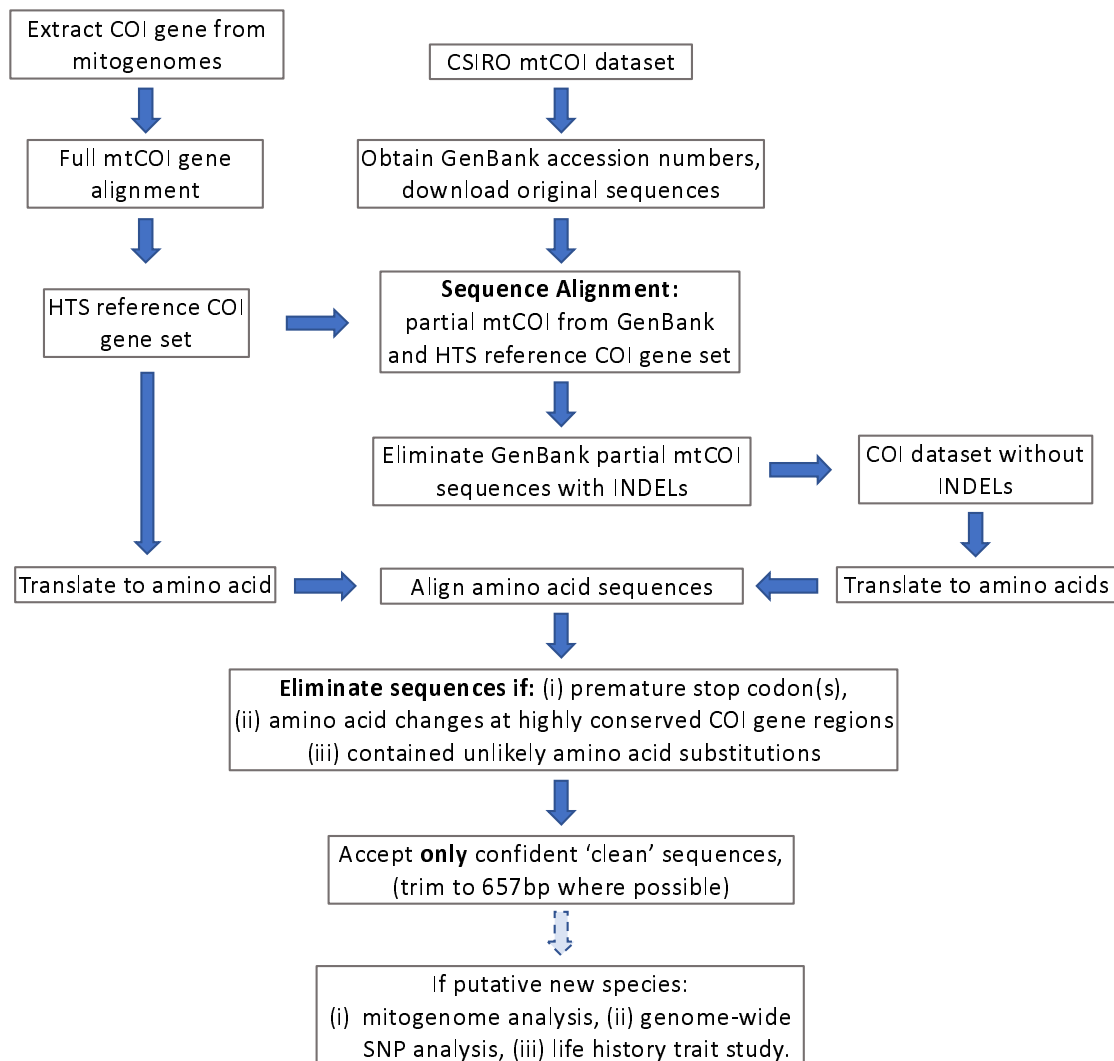 Extract COI gene from
mitogenomes
CSIRO mtCOI dataset
Full mtCOI gene
alignment
Obtain GenBank accession numbers,
download original sequences
HTS reference COI
gene set
Sequence Alignment:
partial mtCOI from GenBank
and HTS reference COI gene set
Eliminate GenBank partial mtCOI
sequences with INDELs
COI dataset without
INDELs
Translate to amino acid
Align amino acid sequences
Translate to amino acids
Eliminate sequences if: (i) premature stop codon(s),
(ii) amino acid changes at highly conserved COI gene regions
(iii) contained unlikely amino acid substitutions
Accept only confident ‘clean’ sequences,
(trim to 657bp where possible)
If putative new species:
(i) mitogenome analysis, (ii) genome-wide
SNP analysis, (iii) life history trait study.